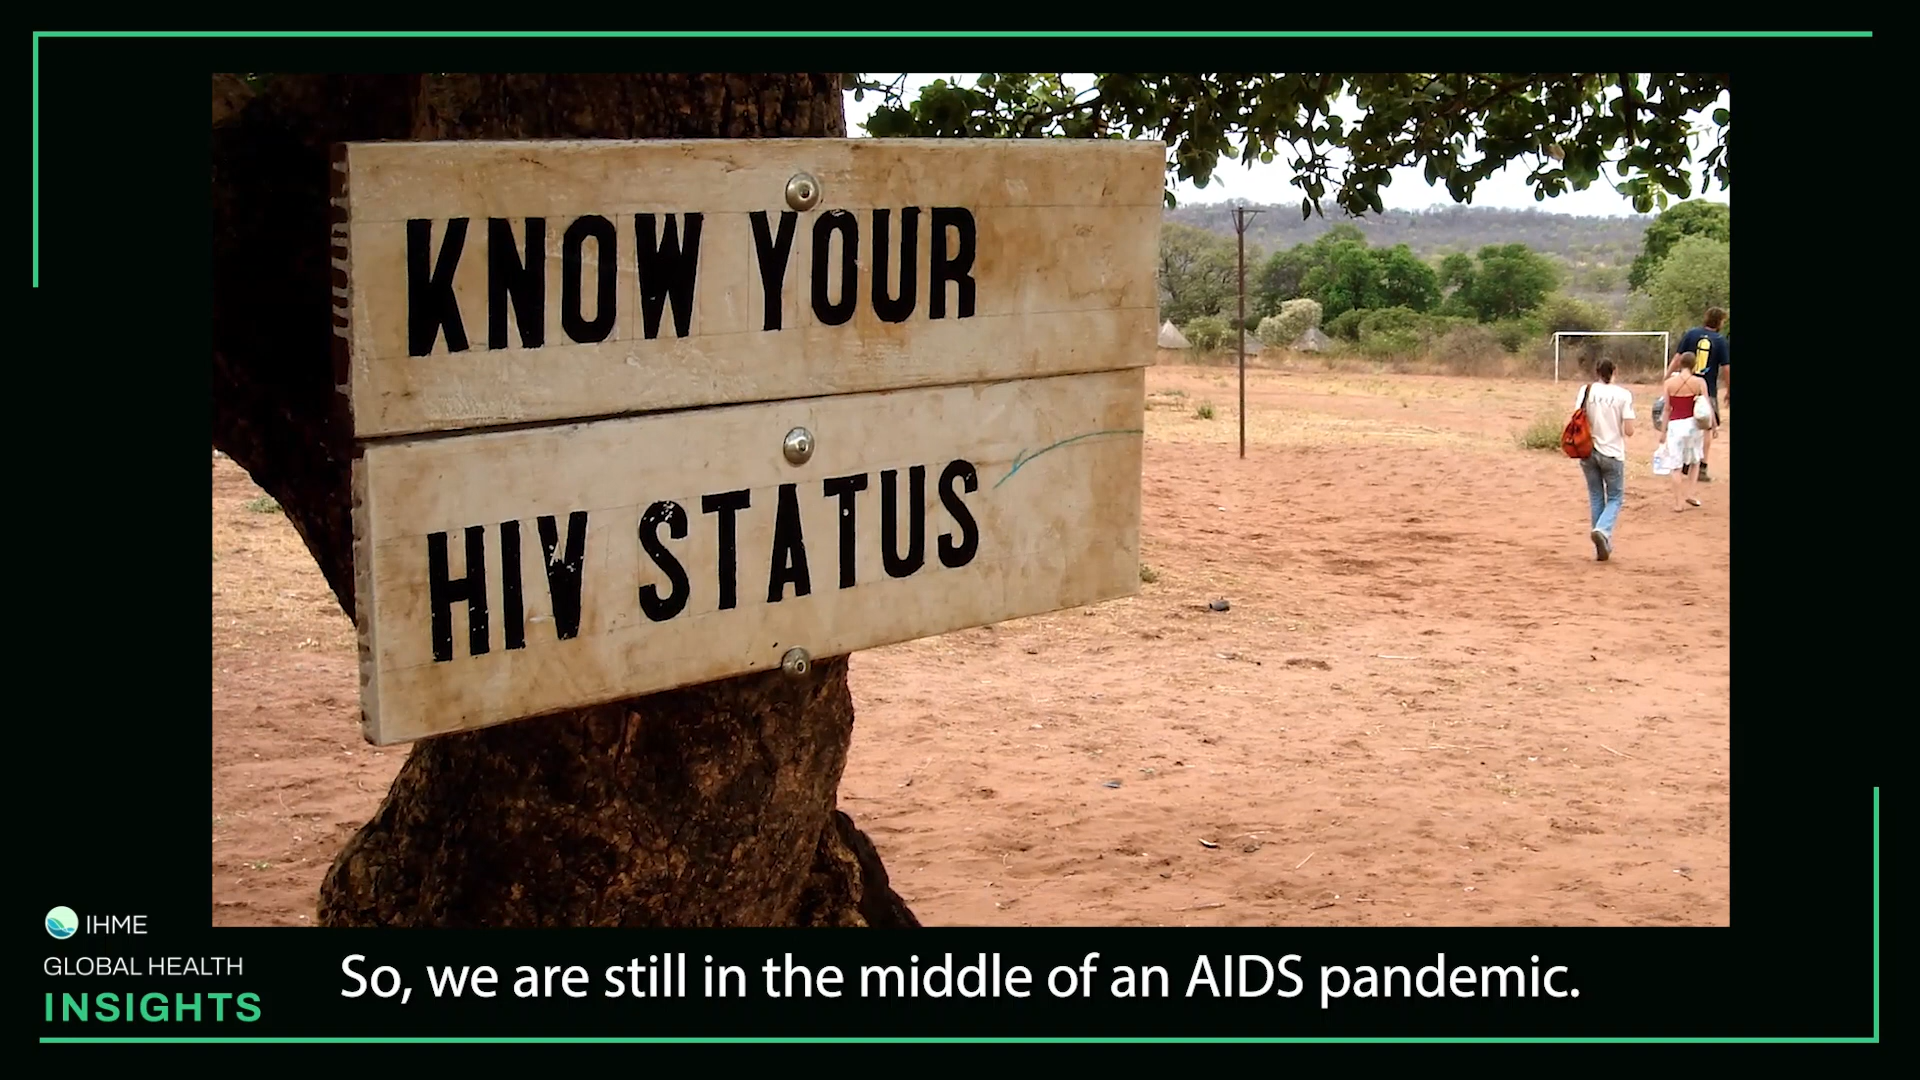 KNOW YOUR
HIV STATUS
IHME
GLOBAL HEALTH
INSIGHTS
So, we are still in the middle of an AIDS pandemic.